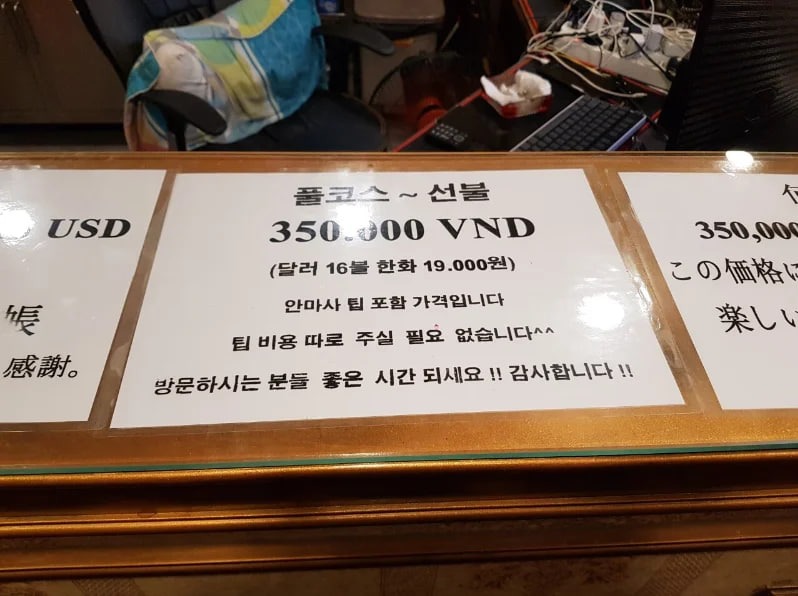 USD
帳
感謝。
풀코스 ~ 선불
350.000 VND
(달러 16불 한화 19.000원)
안마사 팁 포함 가격입니다
팁 비용 따로 주실 필요 없습니다^^
방문하시는 분들 좋은 시간 되세요 !! 감사합니다 !!
350,000
この価格に
楽しい